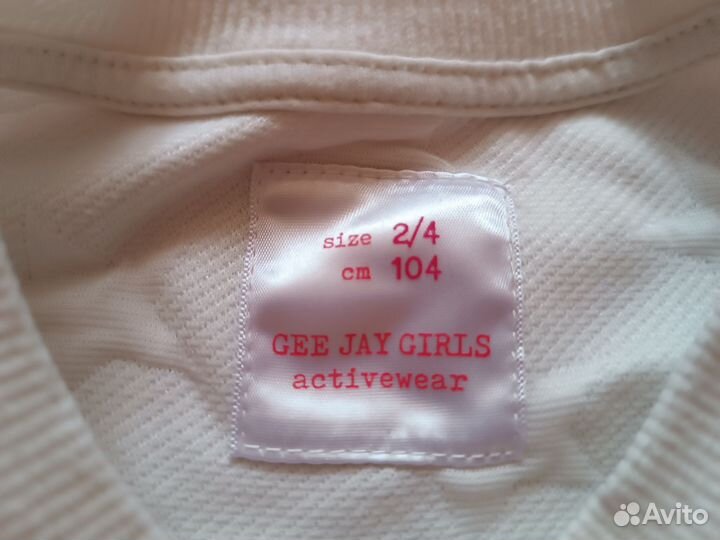 size 2/4
cm 104
GEE JAY GIRLS
activewear
Avito